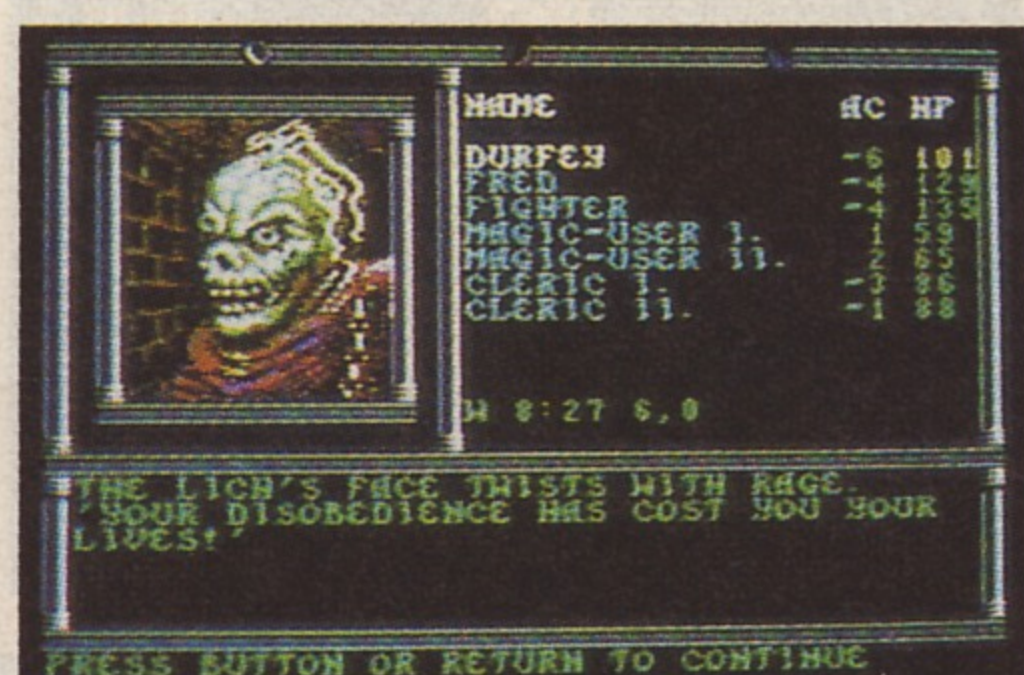 NAME AC HP
DURFEY -6 101
FRED -4 129
FIGHTER -4 135
MAGIC-USER I. 1 59
MAGIC-USER II. 2 65
CLERIC I. -3 86
CLERIC II. -1 88
W 8:27 6,0
THE LICH'S FACE TWISTS WITH RAGE.
'YOUR DISOBEDIENCE HAS COST YOU YOUR
LIVES!'
PRESS BUTTON OR RETURN TO CONTINUE